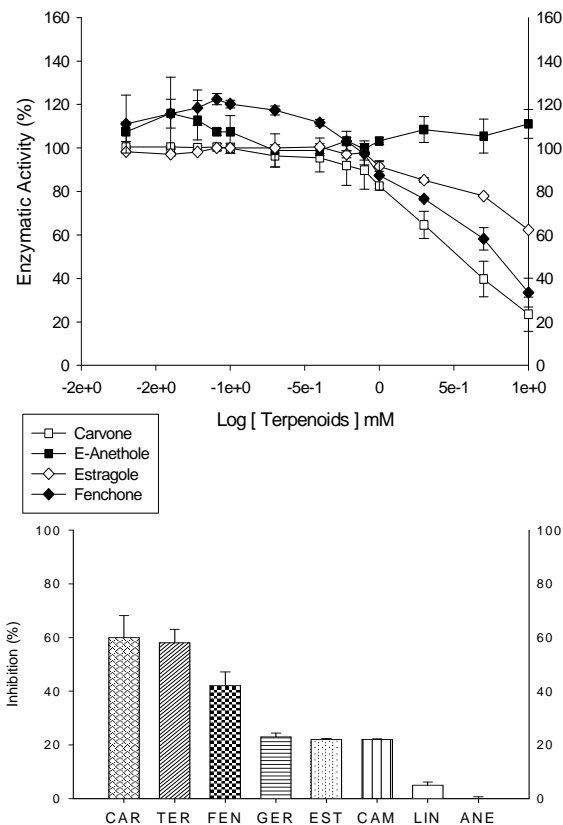 160 160
140 140
120 120
100 100
80 80
60 60
40 40
20 20
0 0
Enzymatic Activity (%)
-2e+0 -2e+0 -1e+0 -5e-1 0 5e-1 1e+0
Log [ Terpenoids ] mM
Carvone
E-Anethole
Estragole
Fenchone
100 100
80 80
60 60
40 40
20 20
0 0
Inhibition (%)
CAR TER FEN GER EST CAM LIN ANE